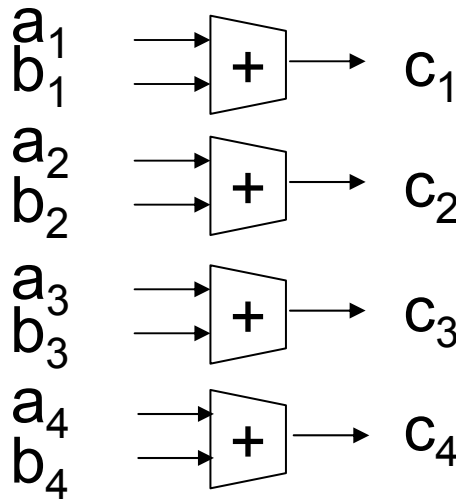 a₁
b₁ + c₁
a₂
b₂ + c₂
a₃
b₃ + c₃
a₄
b₄ + c₄